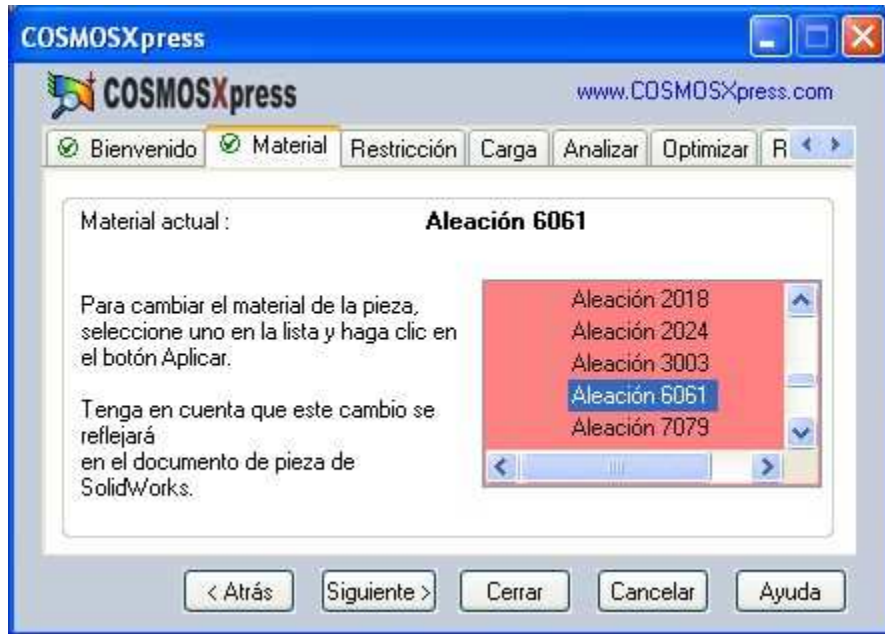 COSMOSXpress
COSMOSXpress
www.COSMOSXpress.com
Bienvenido Material Restricción Carga Analizar Optimizar R
Material actual : Aleación 6061
Para cambiar el material de la pieza,
seleccione uno en la lista y haga clic en
el botón Aplicar.
Tenga en cuenta que este cambio se
reflejará
en el documento de pieza de
SolidWorks.
Aleación 2018
Aleación 2024
Aleación 3003
Aleación 6061
Aleación 7079
< Atrás Siguiente > Cerrar Cancelar Ayuda